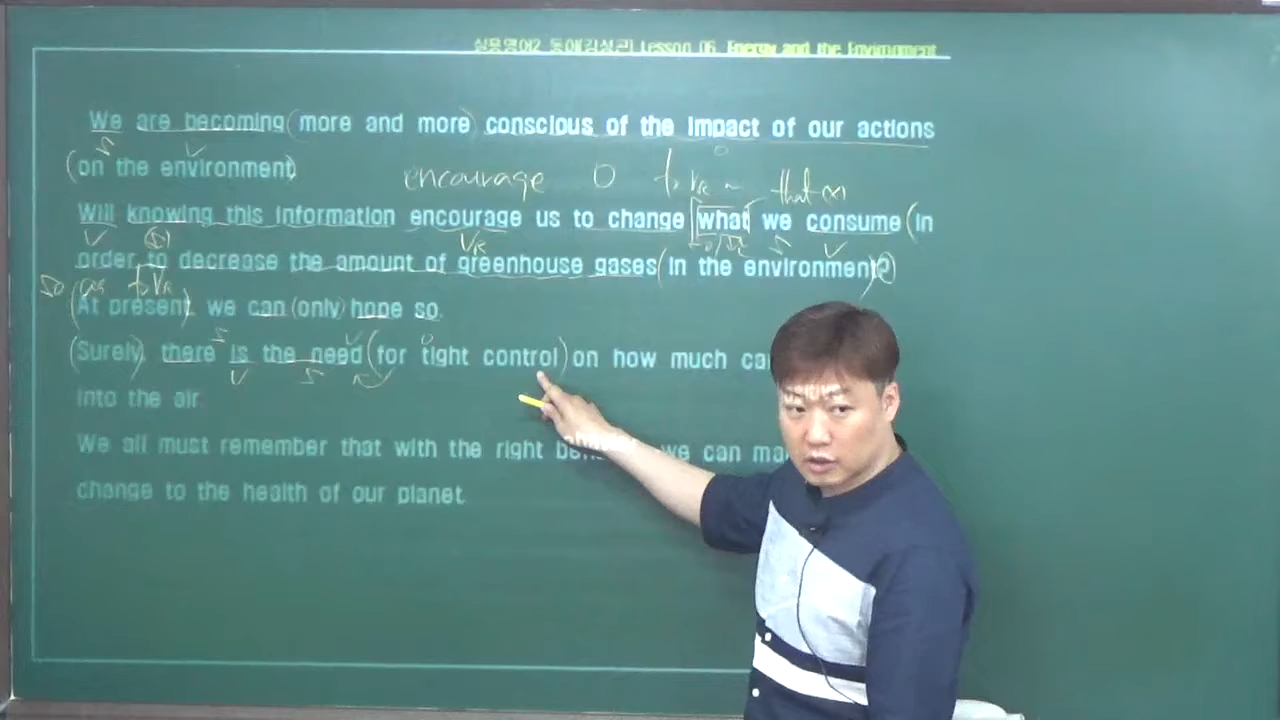 실용영어2 동아(김성곤) Lesson 06. Energy and the Environment
We are becoming (more and more) conscious of the impact of our actions
S V O
(on the environment)
encourage O to VR ~ that (x)
Will knowing this information encourage us to change [what we consume (in
V (S) VR S V
order to decrease the amount of greenhouse gases (in the environment)?
so as to VR
(At present), we can (only) hope so.
S V O
(Surely) there is the need (for tight control) on how much
V S
into the air.
We all must remember that with the right we can
change to the health of our planet.